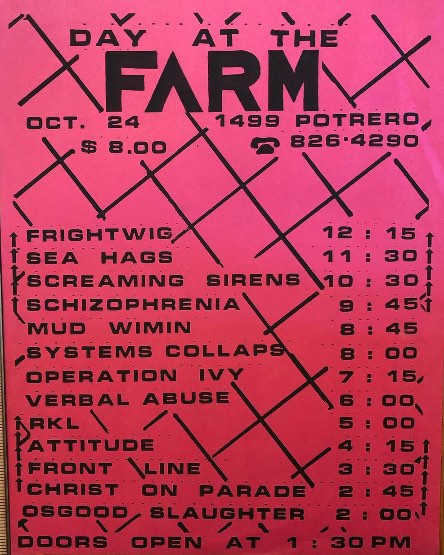 DAY AT THE
FARM
OCT. 24 1499 POTRERO
$ 8.00 ☎ 826·4290
FRIGHTWIG 12 : 15
SEA HAGS 11 : 30
SCREAMING SIRENS 10 : 30
SCHIZOPHRENIA 9 : 45
MUD WIMIN 8 : 45
SYSTEMS COLLAPS 8 : 00
OPERATION IVY 7 : 15
VERBAL ABUSE 6 : 00
RKL 5 : 00
ATTITUDE 4 : 15
FRONT LINE 3 : 30
CHRIST ON PARADE 2 : 45
OSGOOD SLAUGHTER 2 : 00
DOORS OPEN AT 1 : 30 PM